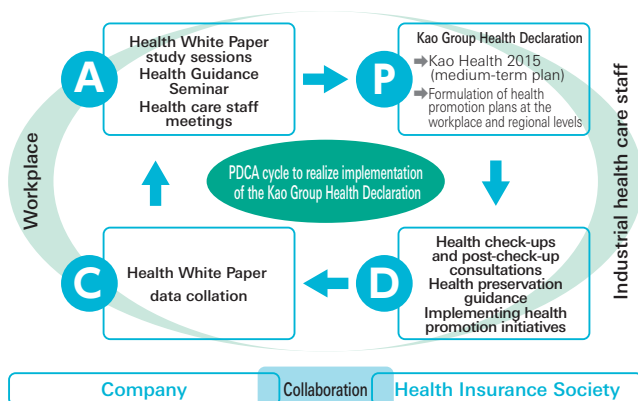 A
Health White Paper
study sessions
Health Guidance
Seminar
Health care staff
meetings
P
Kao Group Health Declaration
➡Kao Health 2015
(medium-term plan)
➡Formulation of health
promotion plans at the
workplace and regional levels
Workplace
PDCA cycle to realize implementation
of the Kao Group Health Declaration
Industrial health care staff
C
Health White Paper
data collation
D
Health check-ups
and post-check-up
consultations
Health preservation
guidance
Implementing health
promotion initiatives
Company
Collaboration
Health Insurance Society